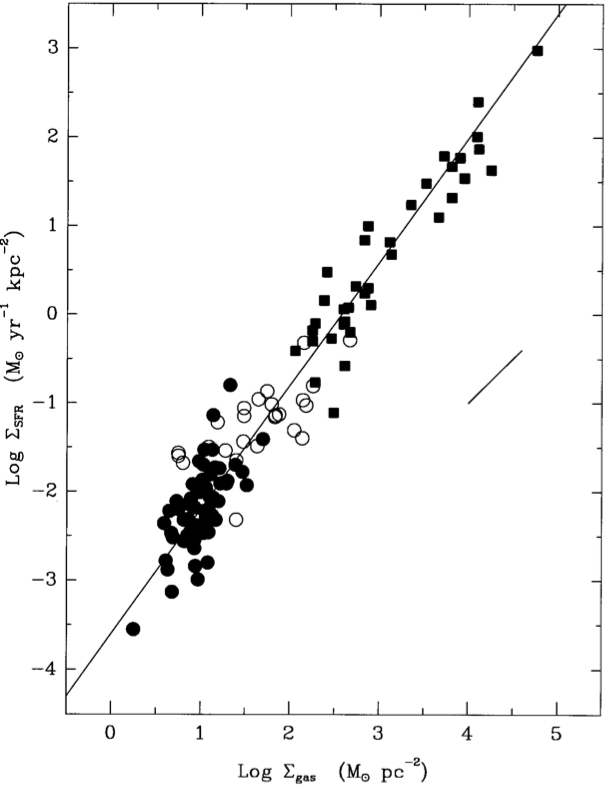 3
2
1
0
−1
−2
−3
−4
Log Σ_SFR (M_⊙ yr⁻¹ kpc⁻²)
0 1 2 3 4 5
Log Σ_gas (M_⊙ pc⁻²)